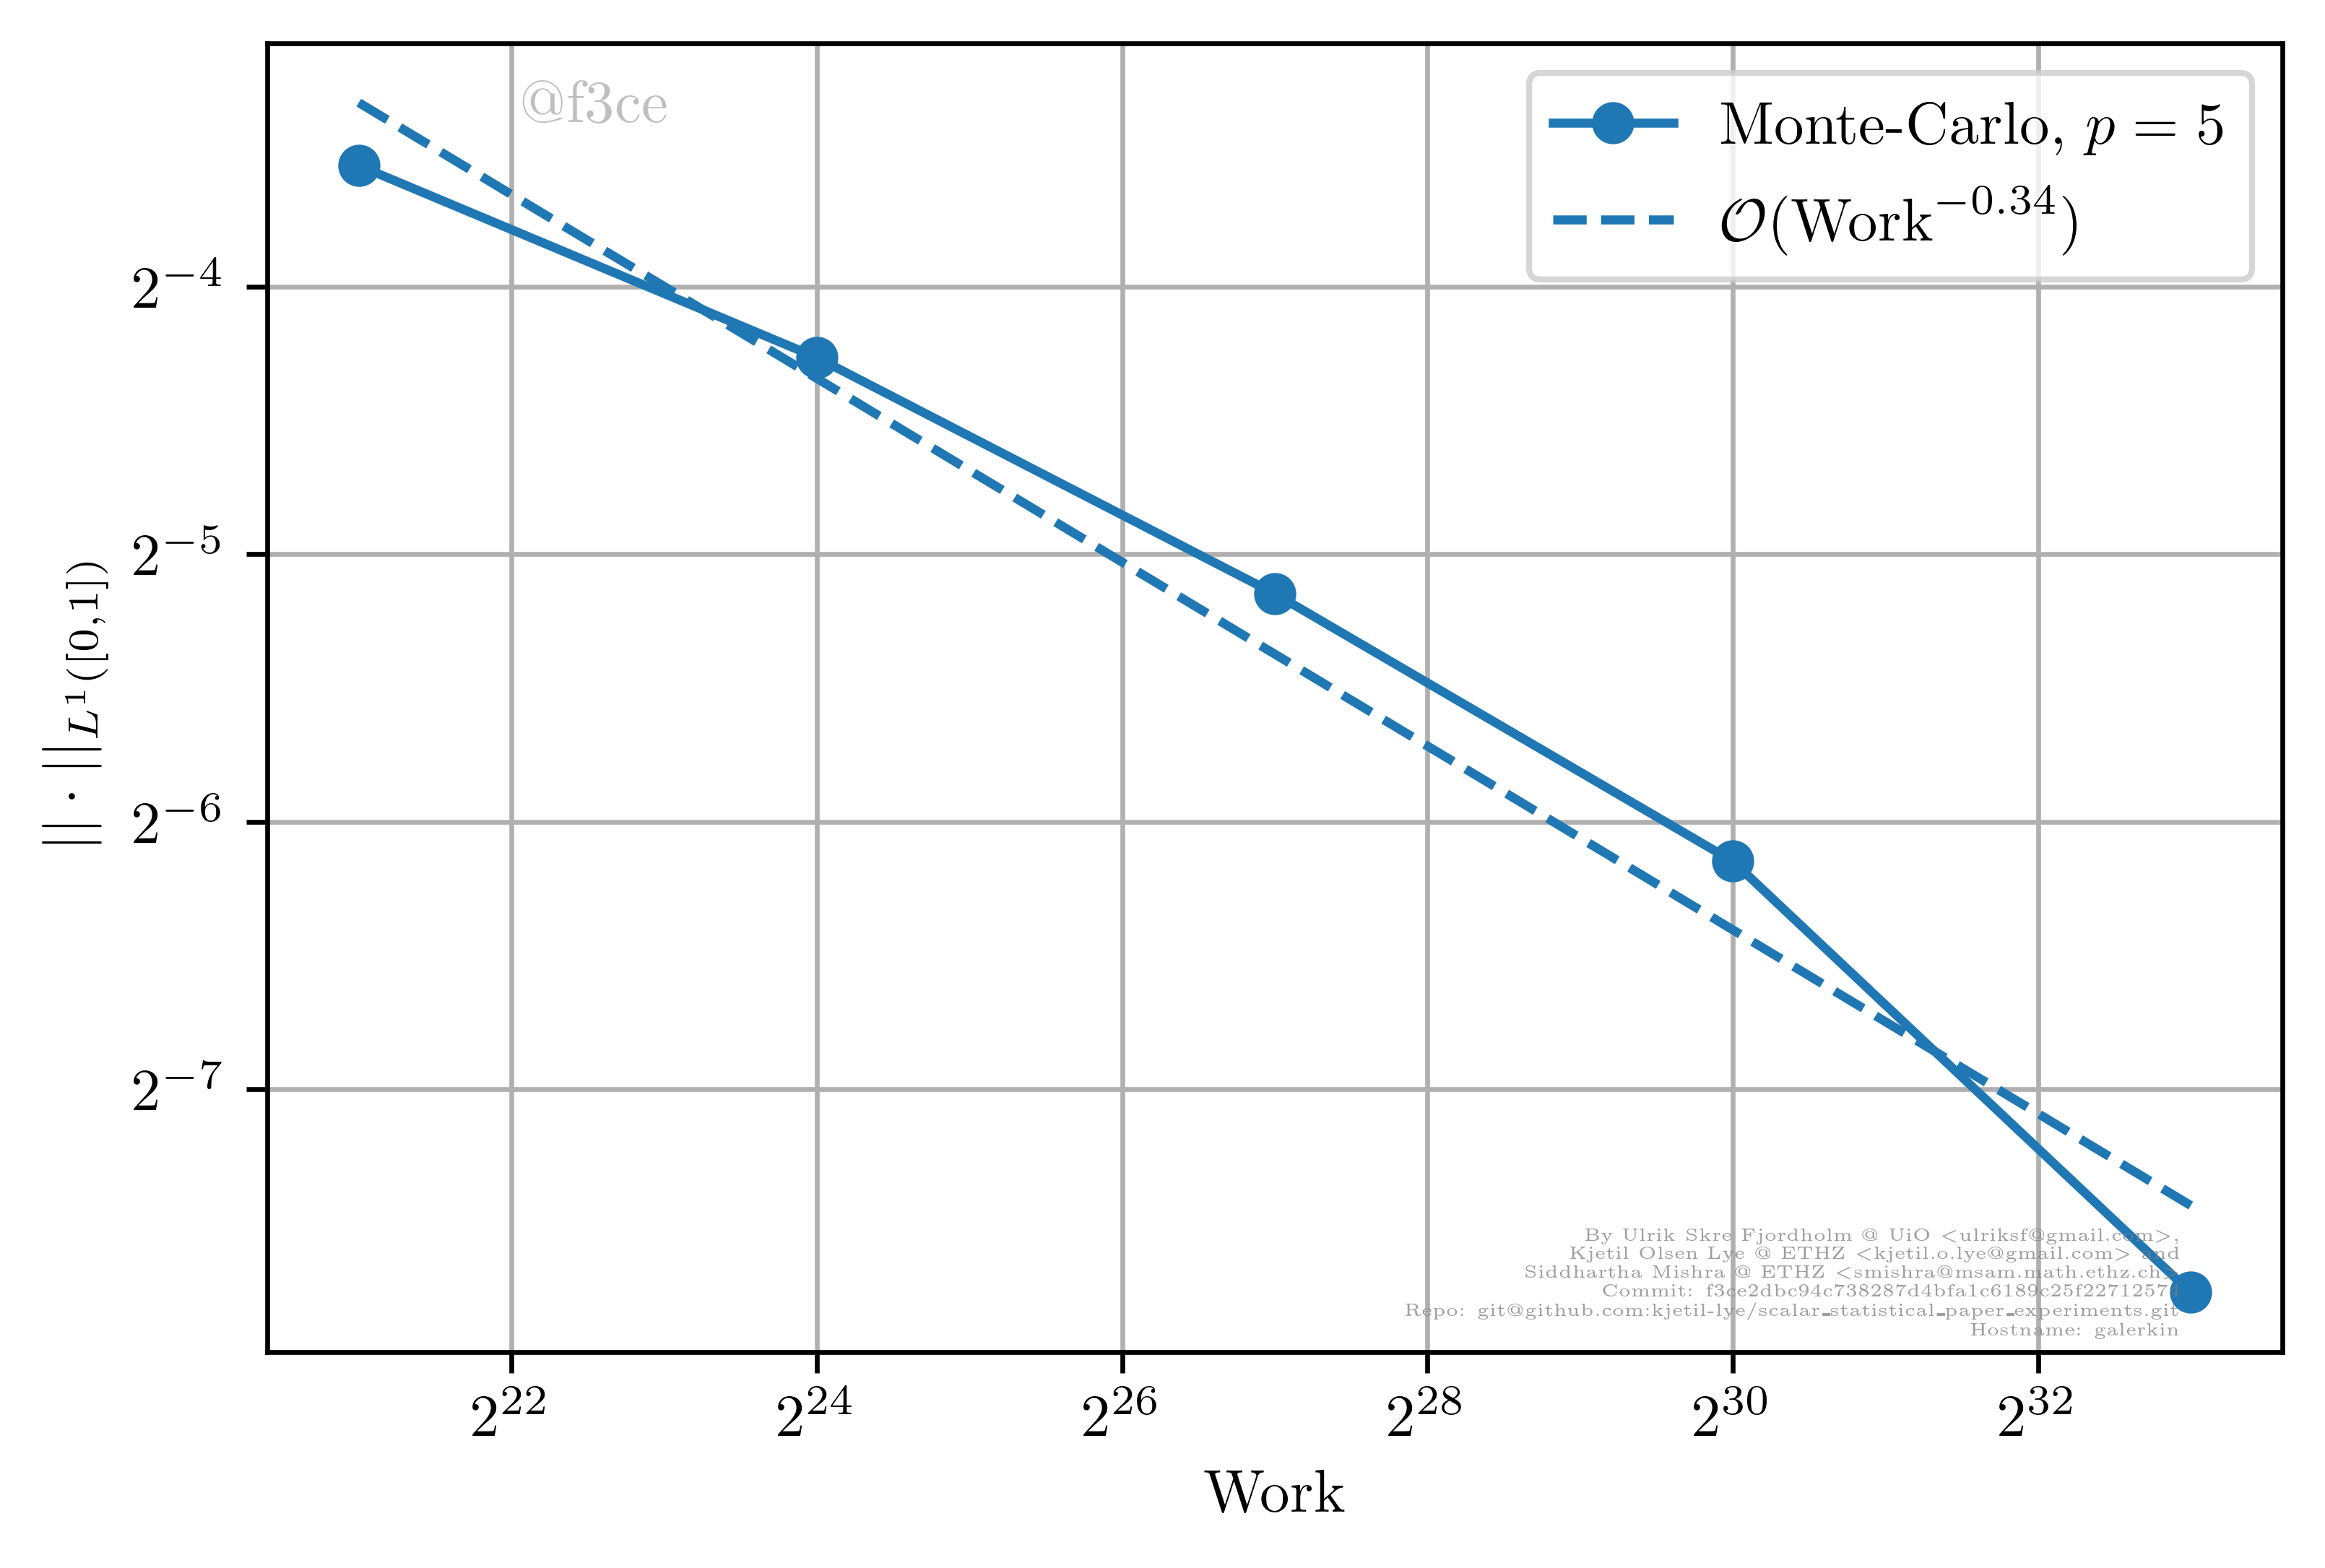 @f3ce
Monte-Carlo, p = 5
𝒪(Work^{-0.34})
2^{-4}
2^{-5}
2^{-6}
2^{-7}
|| · ||_{L^1([0,1])}
By Ulrik Skre Fjordholm @ UiO <ulriksf@gmail.com>,
Kjetil Olsen Lye @ ETHZ <kjetil.o.lye@gmail.com> and
Siddhartha Mishra @ ETHZ <smishra@msam.math.ethz.ch>
Commit: f3ce2dbc94c738287d4bfa1c6189c25f2271257d
Repo: git@github.com:kjetil-lye/scalar_statistical_paper_experiments.git
Hostname: galerkin
2^{22} 2^{24} 2^{26} 2^{28} 2^{30} 2^{32}
Work